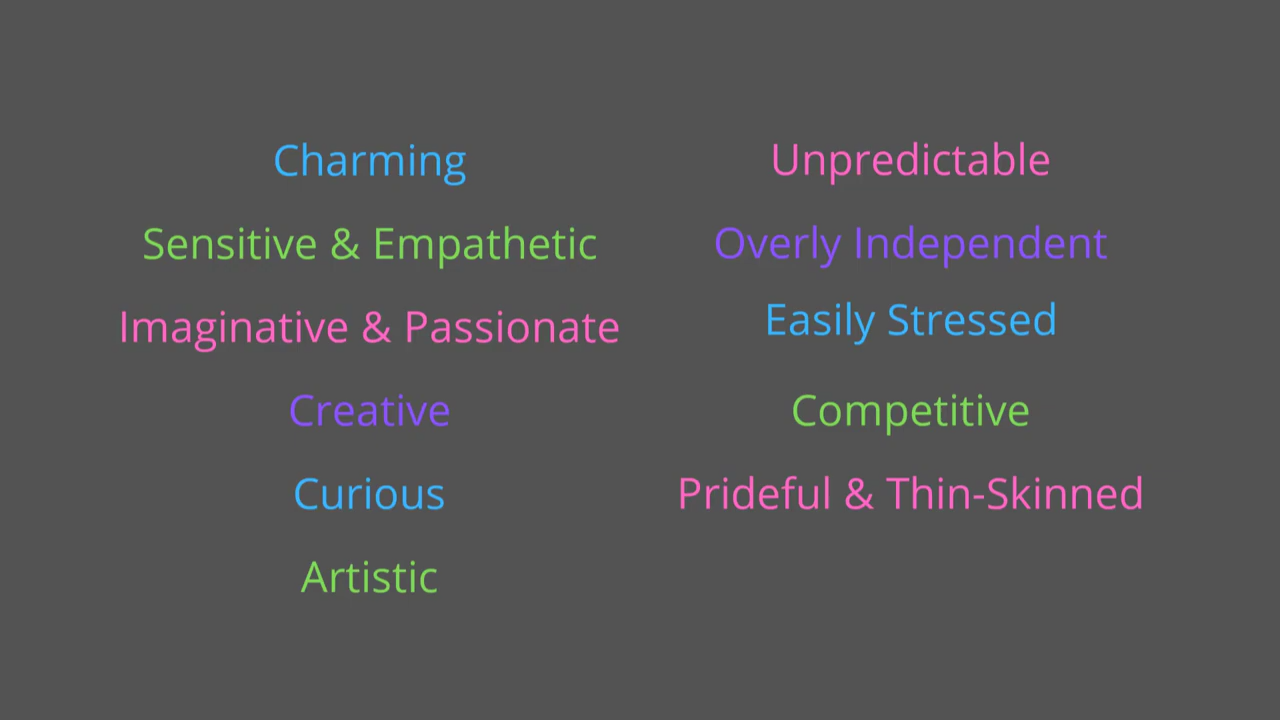 Charming
Sensitive & Empathetic
Imaginative & Passionate
Creative
Curious
Artistic
Unpredictable
Overly Independent
Easily Stressed
Competitive
Prideful & Thin-Skinned